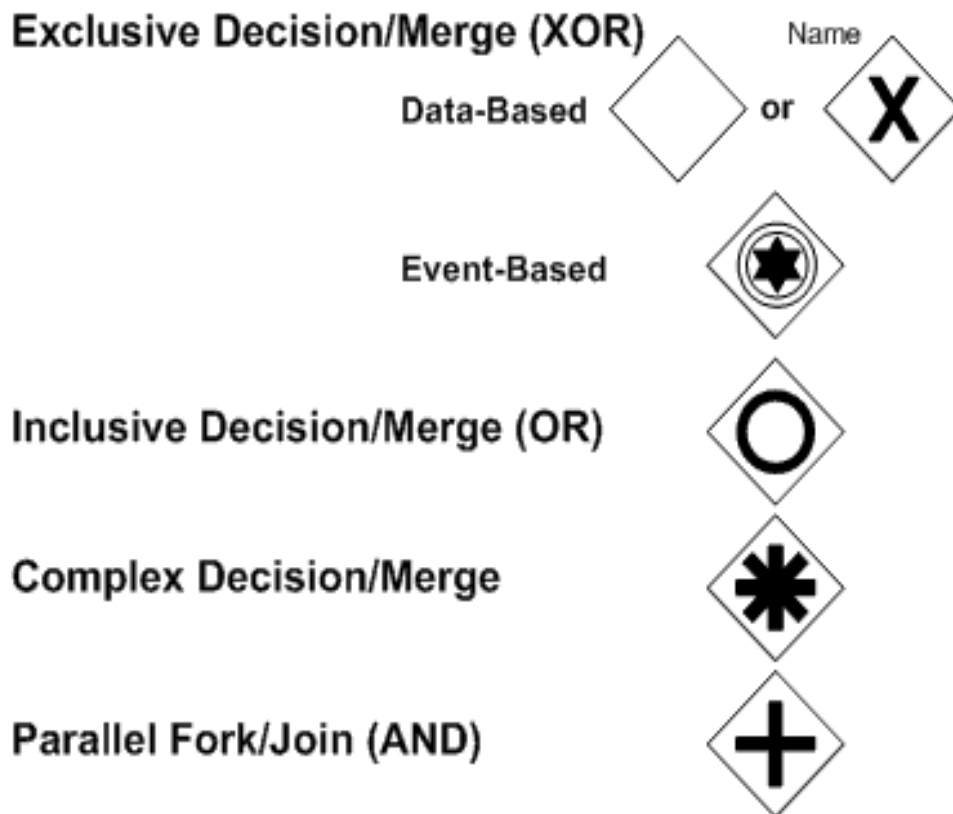 Exclusive Decision/Merge (XOR)
Name
Data-Based
or
X
Event-Based
Inclusive Decision/Merge (OR)
Complex Decision/Merge
Parallel Fork/Join (AND)